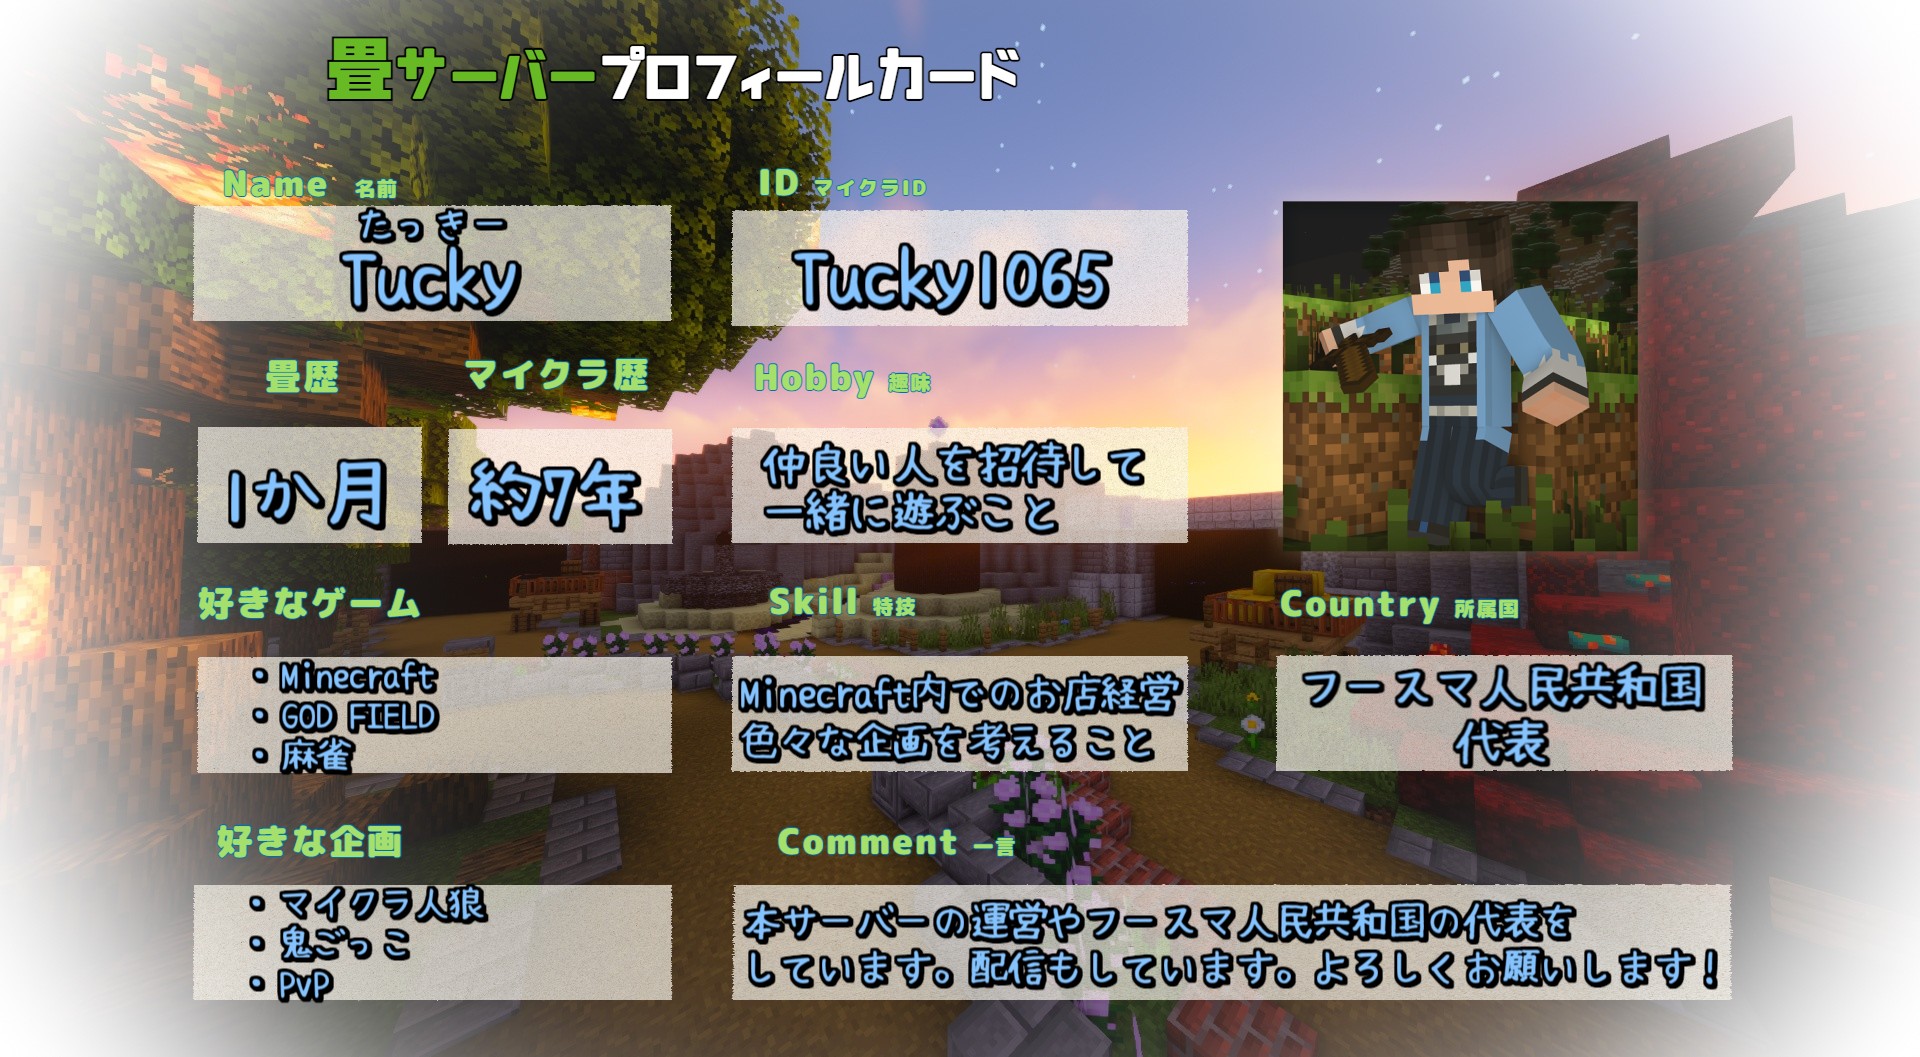 畳サーバープロフィールカード
Name 名前
たっきー
Tucky
ID マイクラID
Tucky1065
畳歴
1か月
マイクラ歴
約7年
Hobby 趣味
仲良い人を招待して
一緒に遊ぶこと
好きなゲーム
・Minecraft
・GOD FIELD
・麻雀
Skill 特技
Minecraft内でのお店経営
色々な企画を考えること
Country 所属国
フースマ人民共和国
代表
好きな企画
・マイクラ人狼
・鬼ごっこ
・PvP
Comment 一言
本サーバーの運営やフースマ人民共和国の代表を
しています。配信もしています。よろしくお願いします!